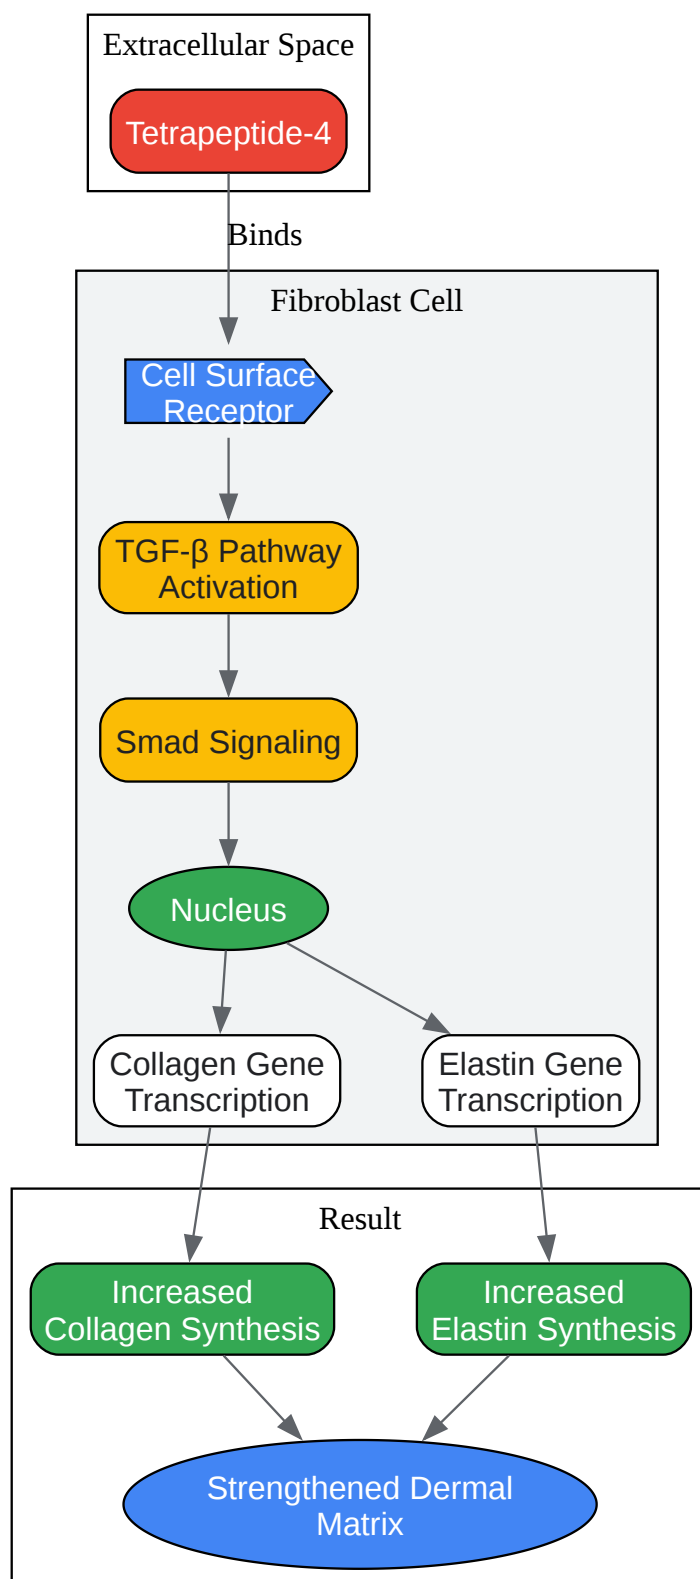 Extracellular Space
Tetrapeptide-4
Binds
Fibroblast Cell
Cell Surface
Receptor
TGF-β Pathway
Activation
Smad Signaling
Nucleus
Collagen Gene
Transcription
Elastin Gene
Transcription
Result
Increased
Collagen Synthesis
Increased
Elastin Synthesis
Strengthened Dermal
Matrix